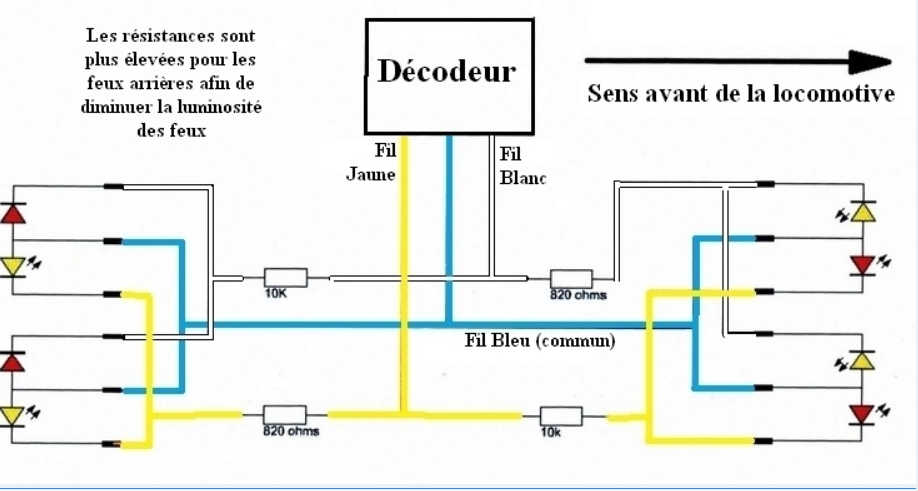 Les résistances sont
plus élevées pour les
feux arrières afin de
diminuer la luminosité
des feux
Décodeur
Sens avant de la locomotive
Fil
Jaune
Fil
Blanc
10K
820 ohms
Fil Bleu (commun)
820 ohms
10k